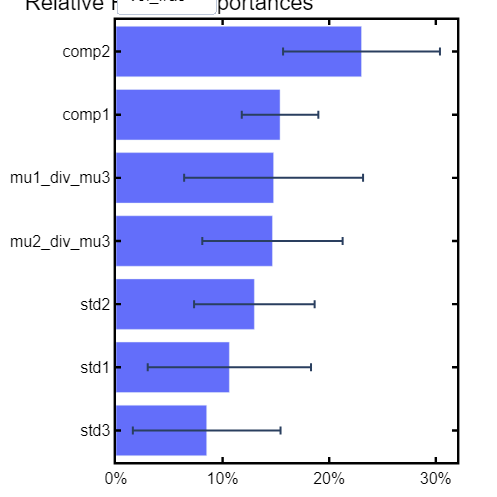 Relative
portances
comp2
comp1
mu1_div_mu3
mu2_div_mu3
std2
std1
std3
0% 10% 20% 30%